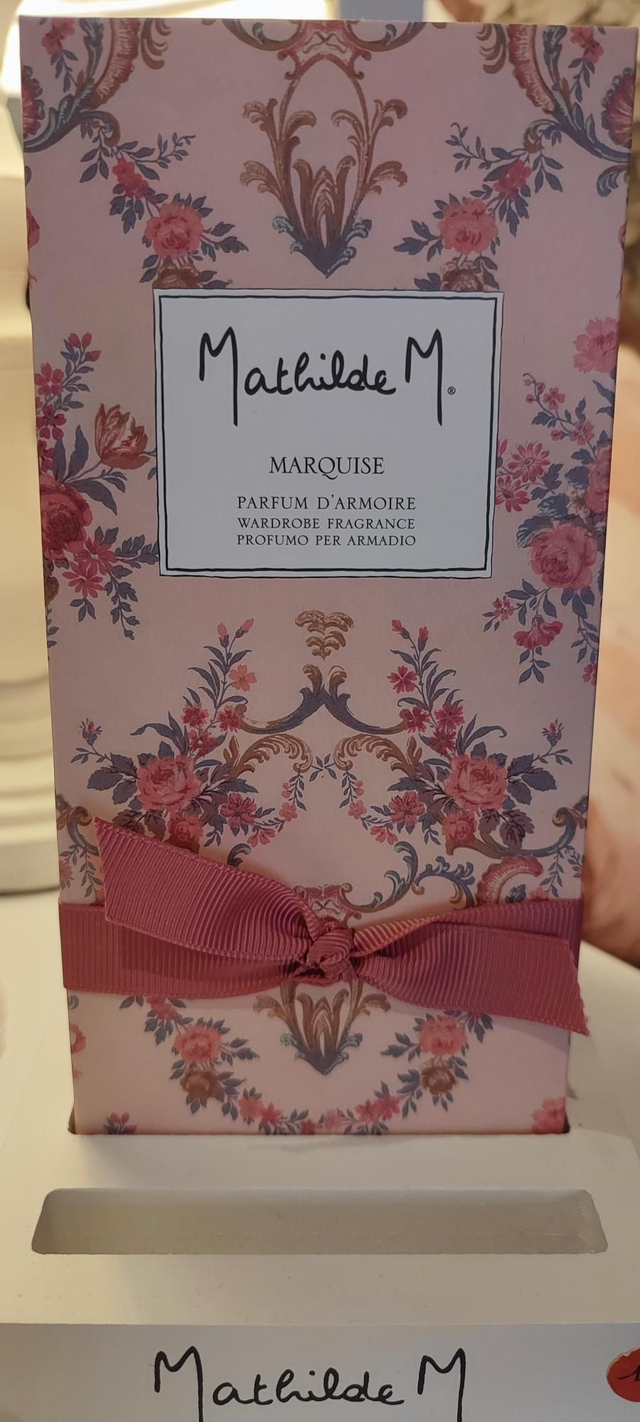 Mathilde M.®
MARQUISE
PARFUM D'ARMOIRE
WARDROBE FRAGRANCE
PROFUMO PER ARMADIO
Mathilde M